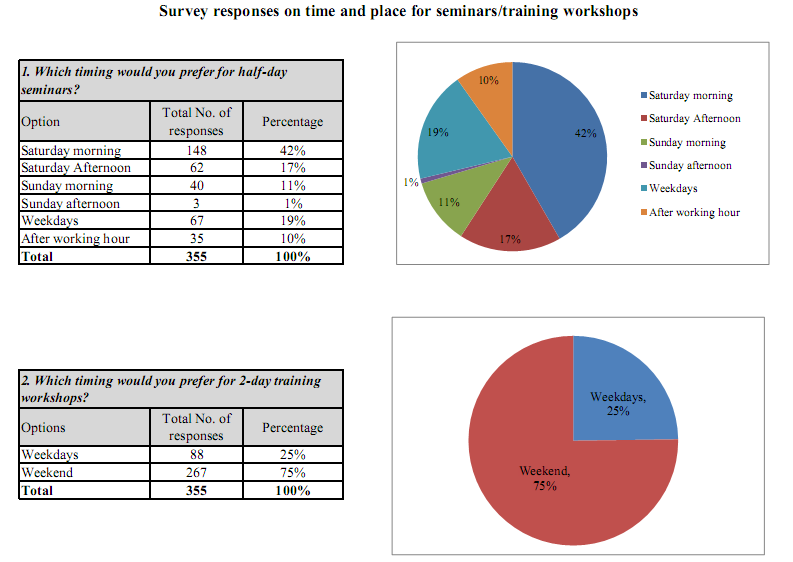 Survey responses on time and place for seminars/training workshops
1. Which timing would you prefer for half-day
seminars?
Option Total No. of responses Percentage
Saturday morning 148 42%
Saturday Afternoon 62 17%
Sunday morning 40 11%
Sunday afternoon 3 1%
Weekdays 67 19%
After working hour 35 10%
Total 355 100%
42%
17%
11%
1%
19%
10%
Saturday morning
Saturday Afternoon
Sunday morning
Sunday afternoon
Weekdays
After working hour
2. Which timing would you prefer for 2-day training
workshops?
Options Total No. of responses Percentage
Weekdays 88 25%
Weekend 267 75%
Total 355 100%
Weekdays,
25%
Weekend,
75%